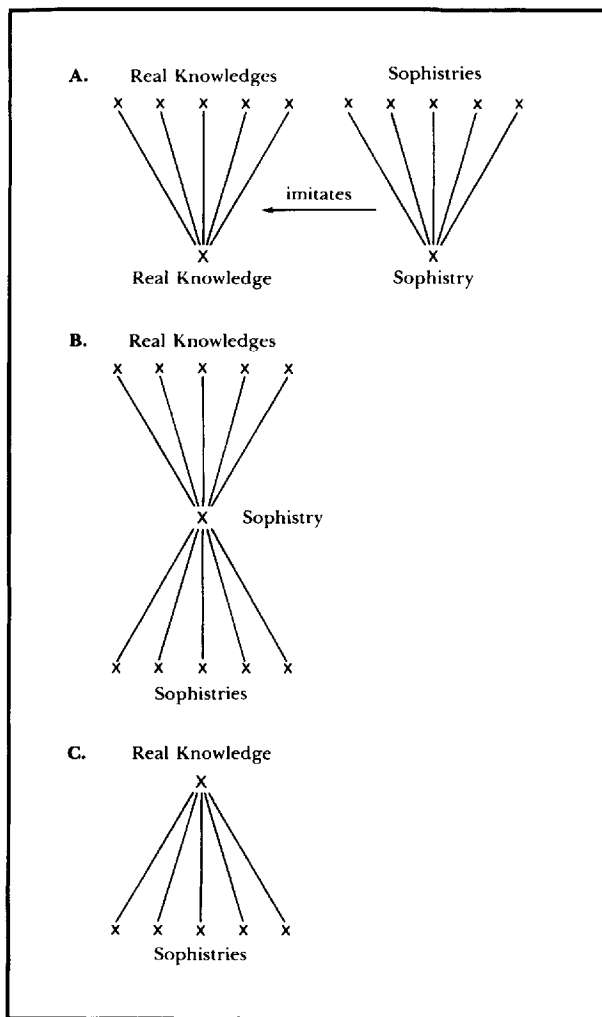 A. Real Knowledges Sophistries
x x x x x x x x x x
imitates
x x
Real Knowledge Sophistry
B. Real Knowledges
x x x x x
x Sophistry
x x x x x
Sophistries
C. Real Knowledge
x
x x x x x
Sophistries